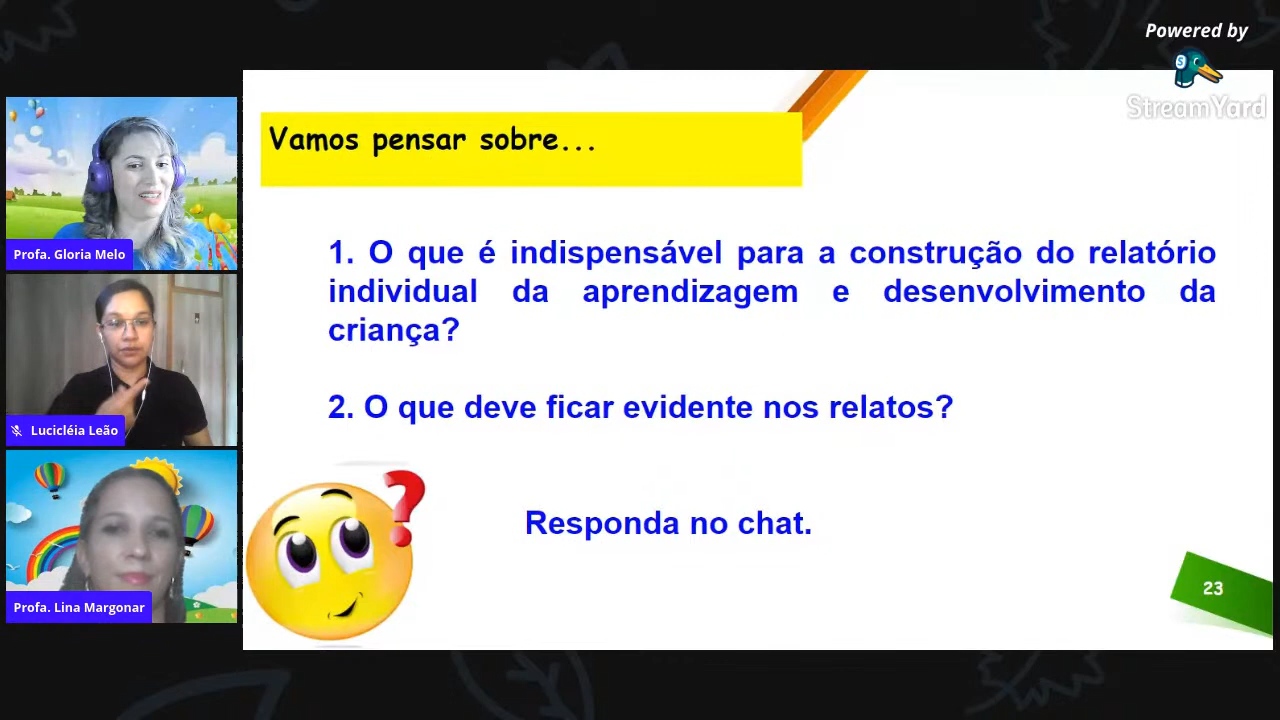 Powered by
StreamYard
Vamos pensar sobre...
1. O que é indispensável para a construção do relatório
individual da aprendizagem e desenvolvimento da
criança?
2. O que deve ficar evidente nos relatos?
Responda no chat.
23
Profa. Gloria Melo
Lucicléia Leão
Profa. Lina Margonar